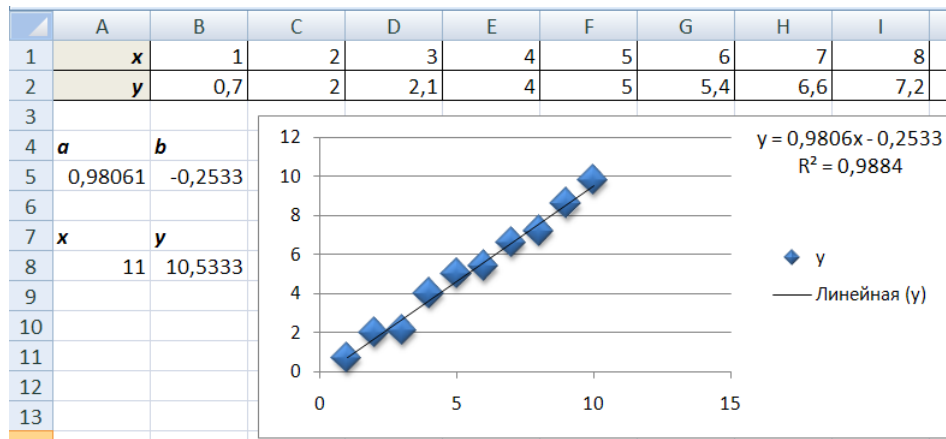 A B C D E F G H I
1 x 1 2 3 4 5 6 7 8
2 y 0,7 2 2,1 4 5 5,4 6,6 7,2
3
4 a b
5 0,98061 -0,2533
6
7 x y
8 11 10,5333
9
10
11
12
13
12
10
8
6
4
2
0
0 5 10 15
y = 0,9806x - 0,2533
R² = 0,9884
y
Линейная (y)